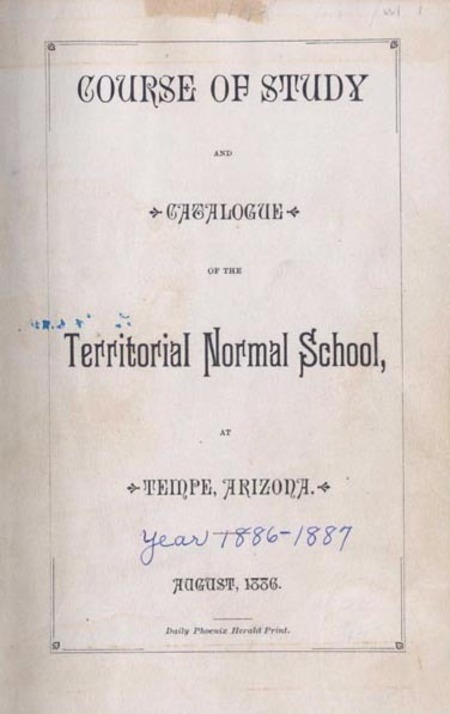 COURSE OF STUDY
AND
CATALOGUE
OF THE
Territorial Normal School,
AT
TEMPE, ARIZONA.
Year 1886-1887
AUGUST, 1886.
Daily Phoenix Herald Print.